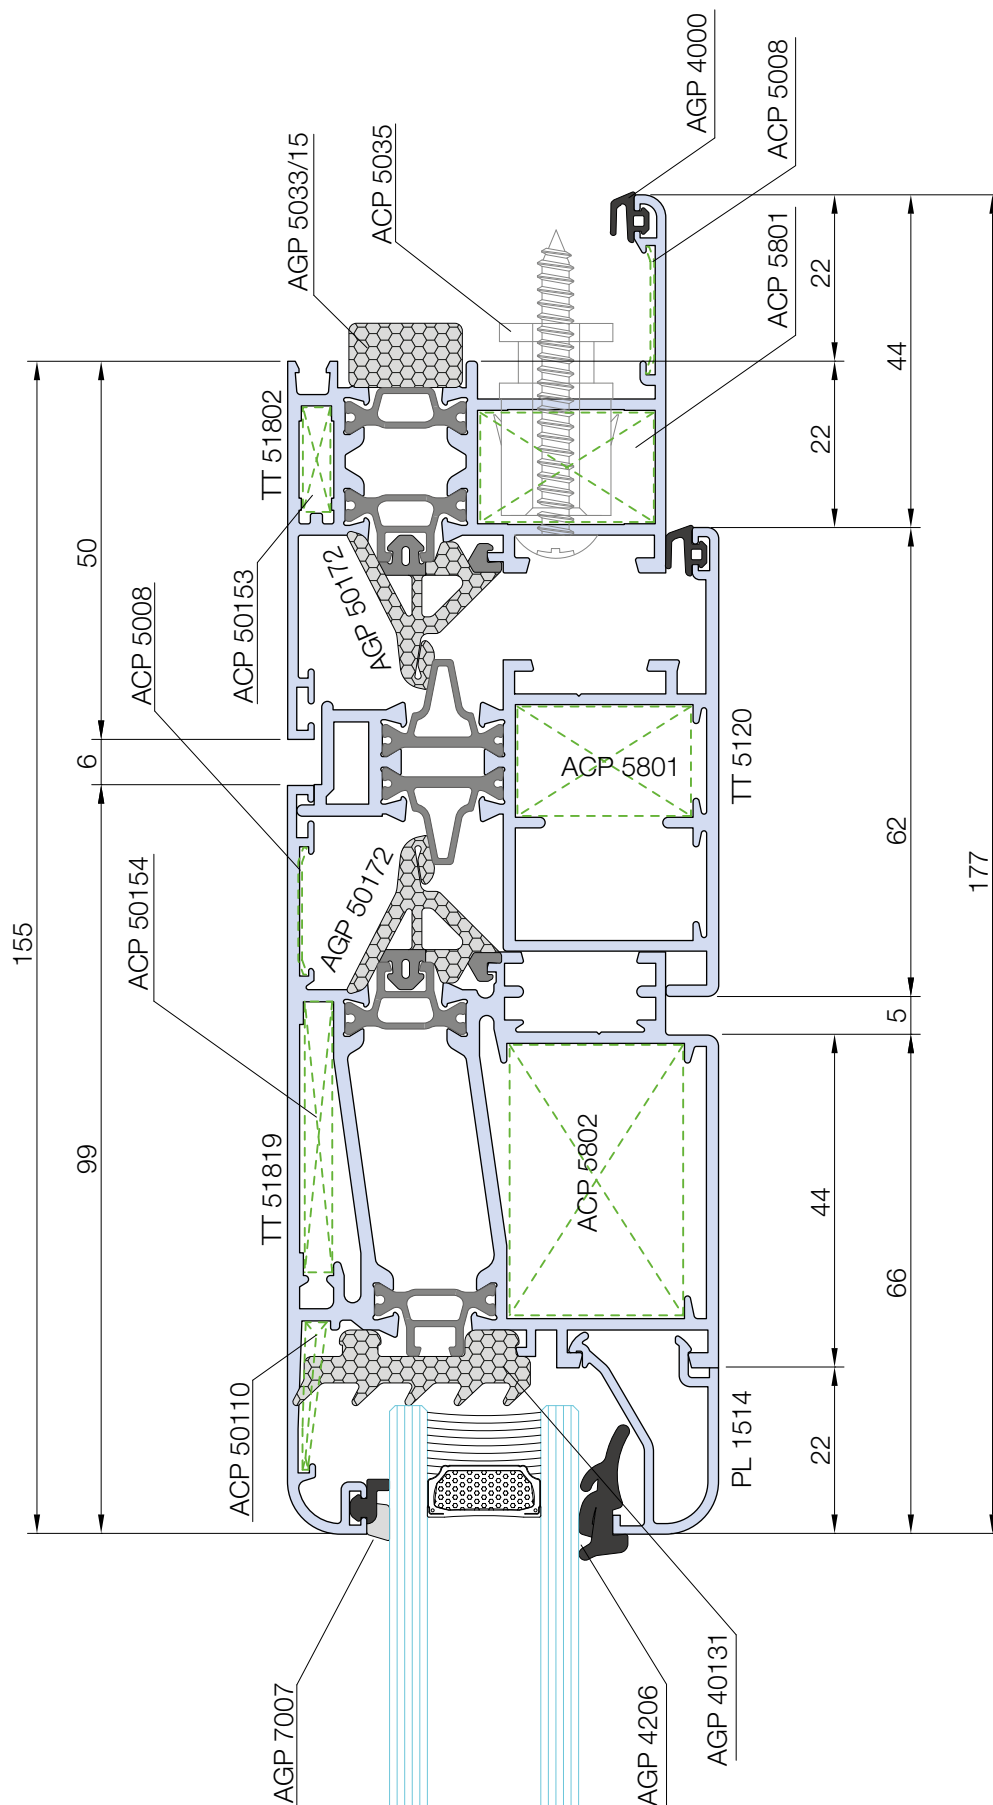 AGP 4000
ACP 5008
ACP 5035
AGP 5033/15
ACP 5801
22
44
22
TT 51802
50
ACP 50153
AGP 50172
ACP 5008
6
ACP 5801
TT 5120
62
177
155
ACP 50154
AGP 50172
5
99
TT 51819
ACP 5802
44
66
ACP 50110
PL 1514
22
AGP 7007
AGP 4206
AGP 40131